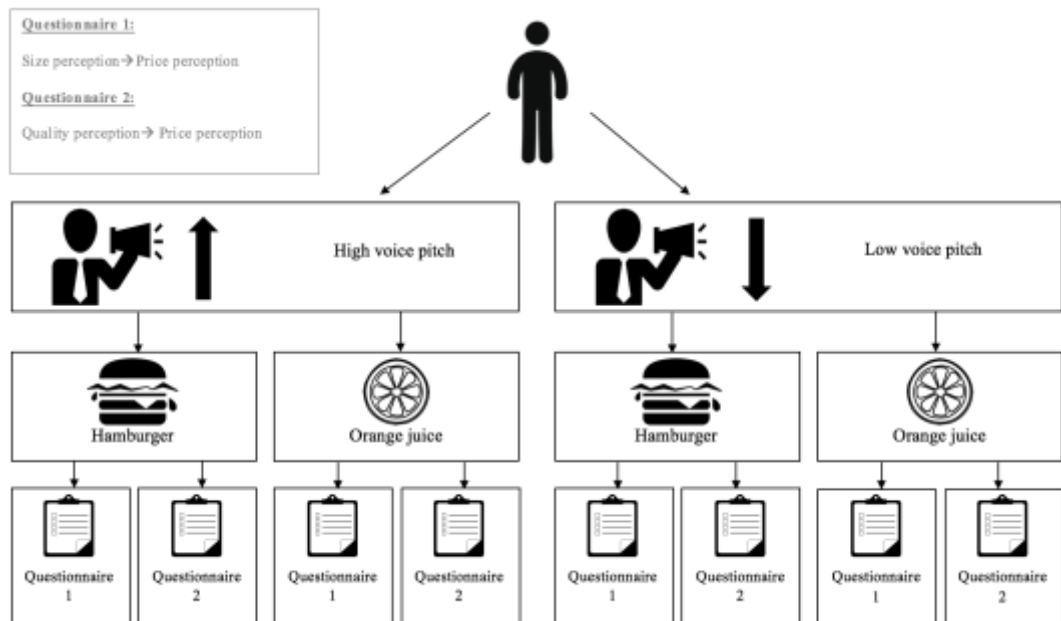 Questionnaire 1:
Size perception→Price perception
Questionnaire 2:
Quality perception→ Price perception
High voice pitch
Low voice pitch
Hamburger
Orange juice
Hamburger
Orange juice
Questionnaire
1
Questionnaire
2
Questionnaire
1
Questionnaire
2
Questionnaire
1
Questionnaire
2
Questionnaire
1
Questionnaire
2